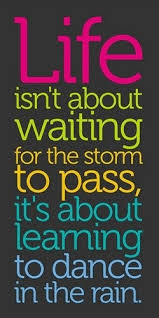 Life
isn't about
waiting
for the storm
to pass,
it's about
learning
to dance
in the rain.